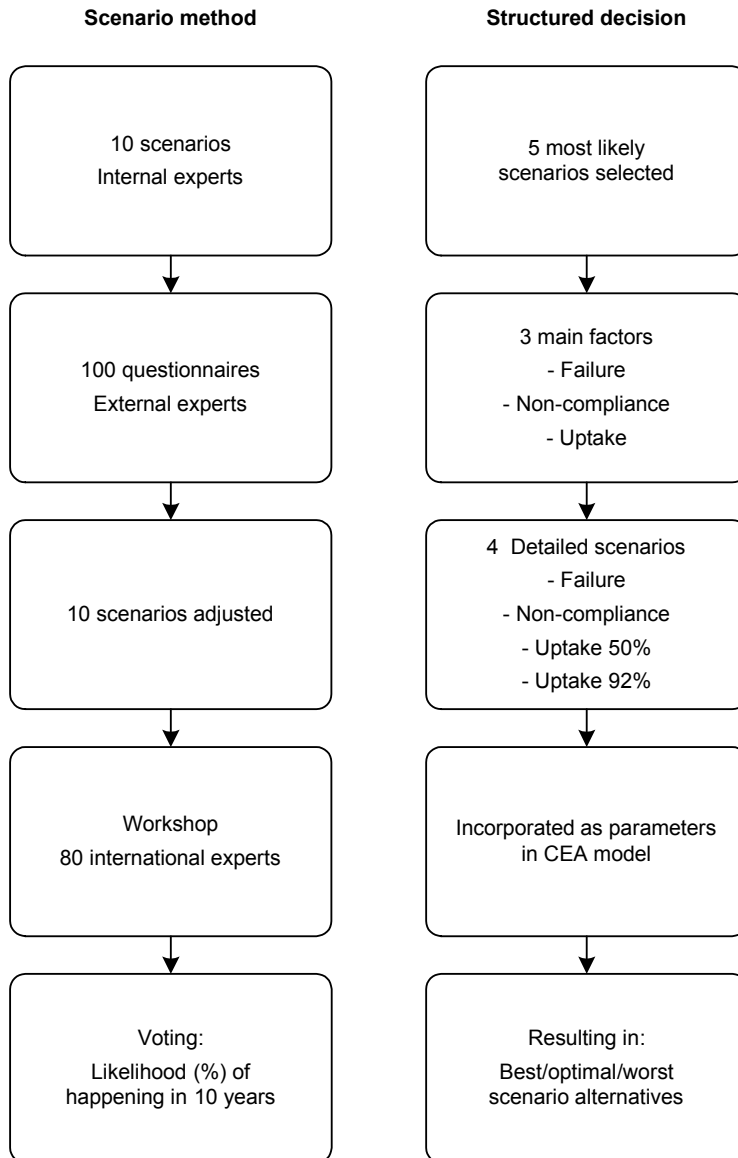 Scenario method
10 scenarios
Internal experts
100 questionnaires
External experts
10 scenarios adjusted
Workshop
80 international experts
Voting:
Likelihood (%) of
happening in 10 years
Structured decision
5 most likely
scenarios selected
3 main factors
- Failure
- Non-compliance
- Uptake
4 Detailed scenarios
- Failure
- Non-compliance
- Uptake 50%
- Uptake 92%
Incorporated as parameters
in CEA model
Resulting in:
Best/optimal/worst
scenario alternatives